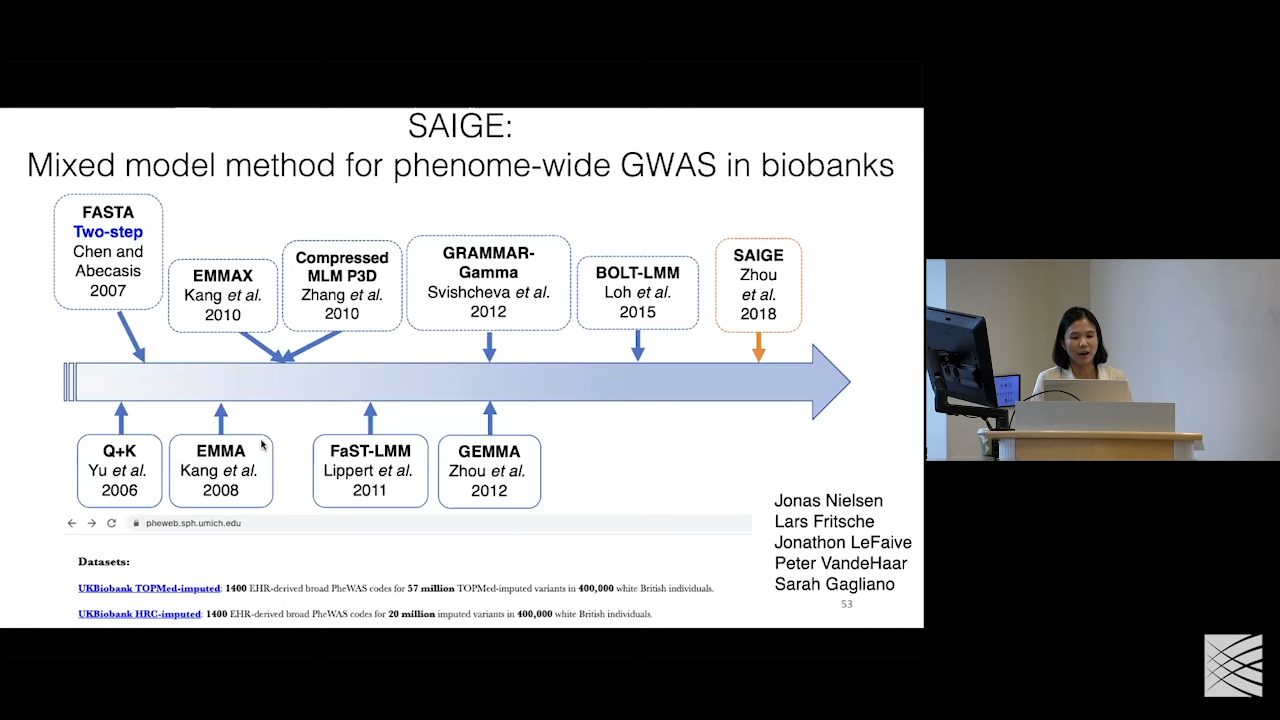 SAIGE:
Mixed model method for phenome-wide GWAS in biobanks
FASTA
Two-step
Chen and
Abecasis
2007
EMMAX
Kang et al.
2010
Compressed
MLM P3D
Zhang et al.
2010
GRAMMAR-
Gamma
Svishcheva et al.
2012
BOLT-LMM
Loh et al.
2015
SAIGE
Zhou
et al.
2018
Q+K
Yu et al.
2006
EMMA
Kang et al.
2008
FaST-LMM
Lippert et al.
2011
GEMMA
Zhou et al.
2012
pheweb.sph.umich.edu
Datasets:
UKBiobank TOPMed-imputed: 1400 EHR-derived broad PheWAS codes for 57 million TOPMed-imputed variants in 400,000 white British individuals.
UKBiobank HRC-imputed: 1400 EHR-derived broad PheWAS codes for 20 million imputed variants in 400,000 white British individuals.
Jonas Nielsen
Lars Fritsche
Jonathon LeFaive
Peter VandeHaar
Sarah Gagliano
53